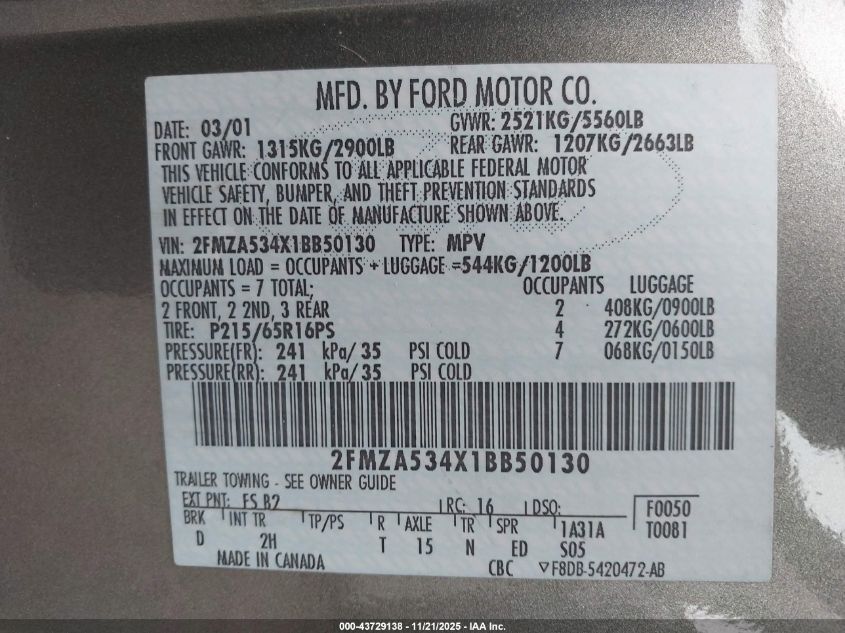 MFD. BY FORD MOTOR CO.
DATE: 03/01 GVWR: 2521KG/5560LB
FRONT GAWR: 1315KG/2900LB REAR GAWR: 1207KG/2663LB
THIS VEHICLE CONFORMS TO ALL APPLICABLE FEDERAL MOTOR
VEHICLE SAFETY, BUMPER, AND THEFT PREVENTION STANDARDS
IN EFFECT ON THE DATE OF MANUFACTURE SHOWN ABOVE.
VIN: 2FMZA534X1BB50130 TYPE: MPV
MAXIMUM LOAD = OCCUPANTS + LUGGAGE =544KG/1200LB
OCCUPANTS = 7 TOTAL; OCCUPANTS LUGGAGE
2 FRONT, 2 2ND, 3 REAR 2 408KG/0900LB
TIRE: P215/65R16PS 4 272KG/0600LB
PRESSURE(FR): 241 kPa/ 35 PSI COLD 7 068KG/0150LB
PRESSURE(RR): 241 kPa/ 35 PSI COLD
2FMZA534X1BB50130
TRAILER TOWING - SEE OWNER GUIDE
EXT PNT: FS B2 RC: 16 DSO: F0050
BRK INT TR TP/PS R AXLE TR SPR 1A31A T0081
D 2H T 15 N ED S05
MADE IN CANADA CBC ▽F8DB-5420472-AB
000-43729138 - 11/21/2025 - IAA Inc.